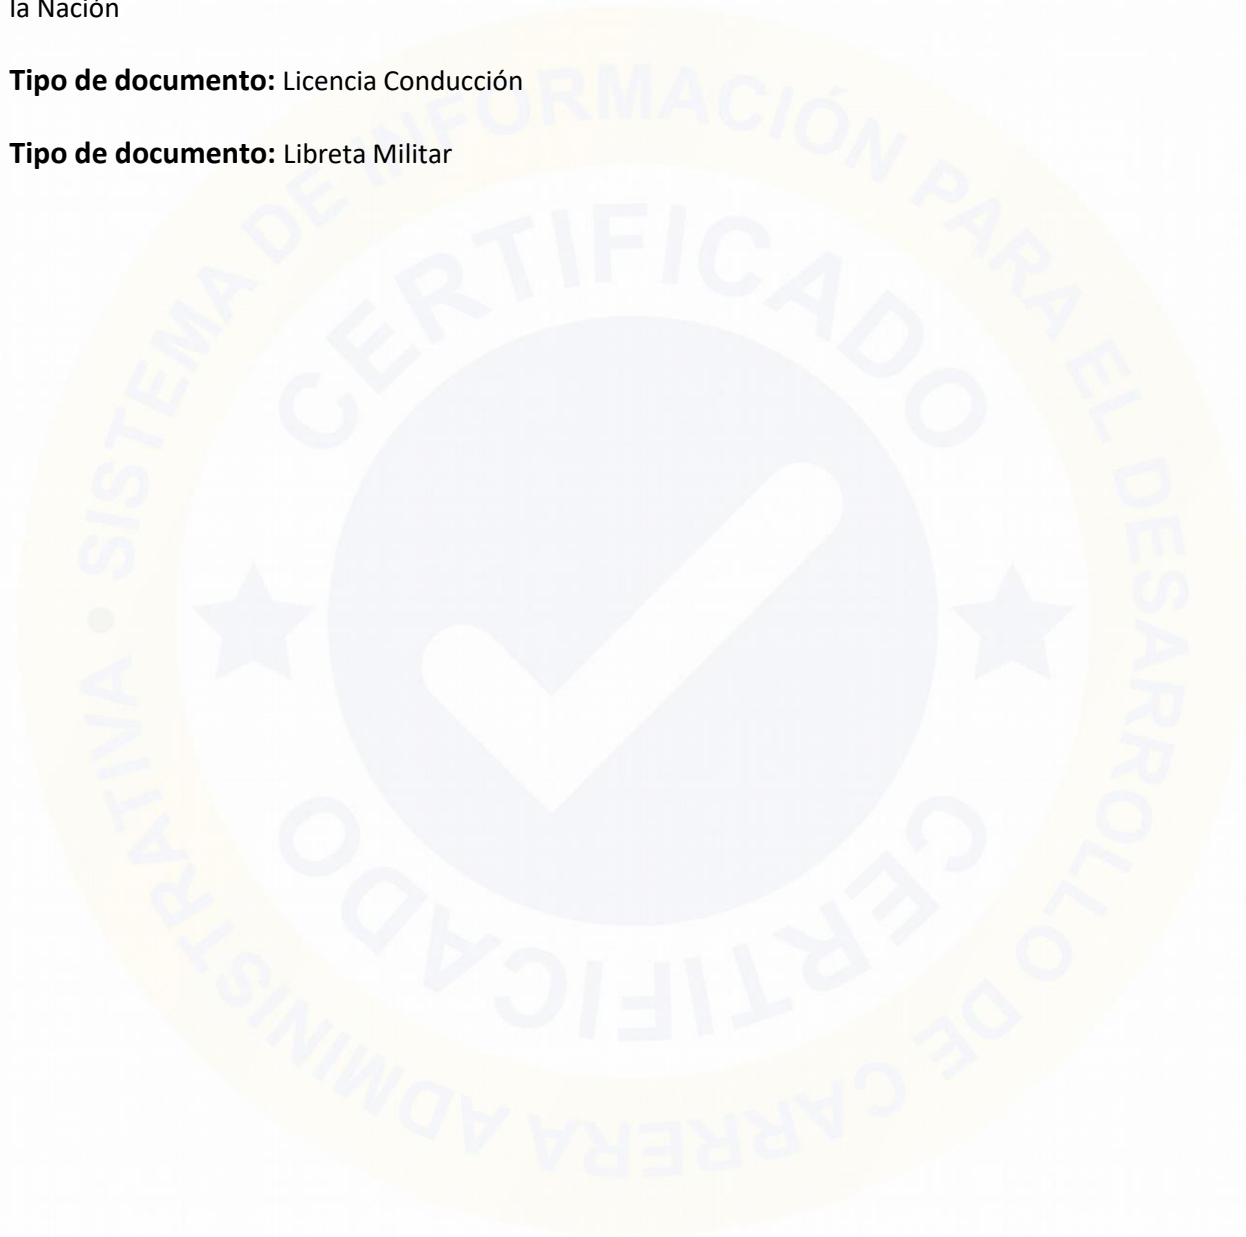 la Nación
Tipo de documento: Licencia Conducción
Tipo de documento: Libreta Militar
SISTEMA DE INFORMACIÓN PARA EL DESARROLLO DE CARRERA ADMINISTRATIVA •
CERTIFICADO
CERTIFICADO